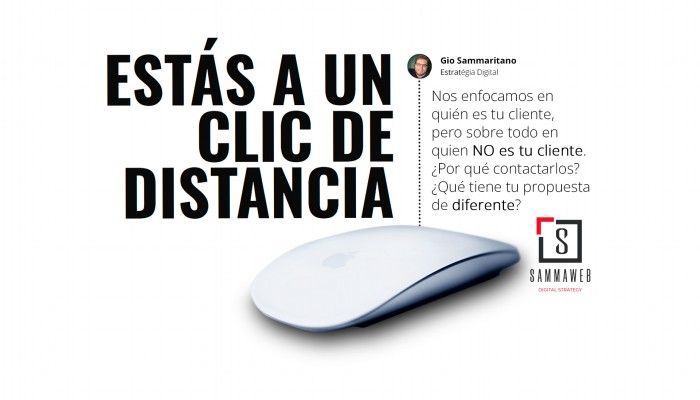 ESTÁS A UN
CLIC DE
DISTANCIA
Gio Sammaritano
Estratégia Digital
Nos enfocamos en
quién es tu cliente,
pero sobre todo en
quien NO es tu cliente.
¿Por qué contactarlos?
¿Qué tiene tu propuesta
de diferente?
S
SAMMAWEB
DIGITAL STRATEGY